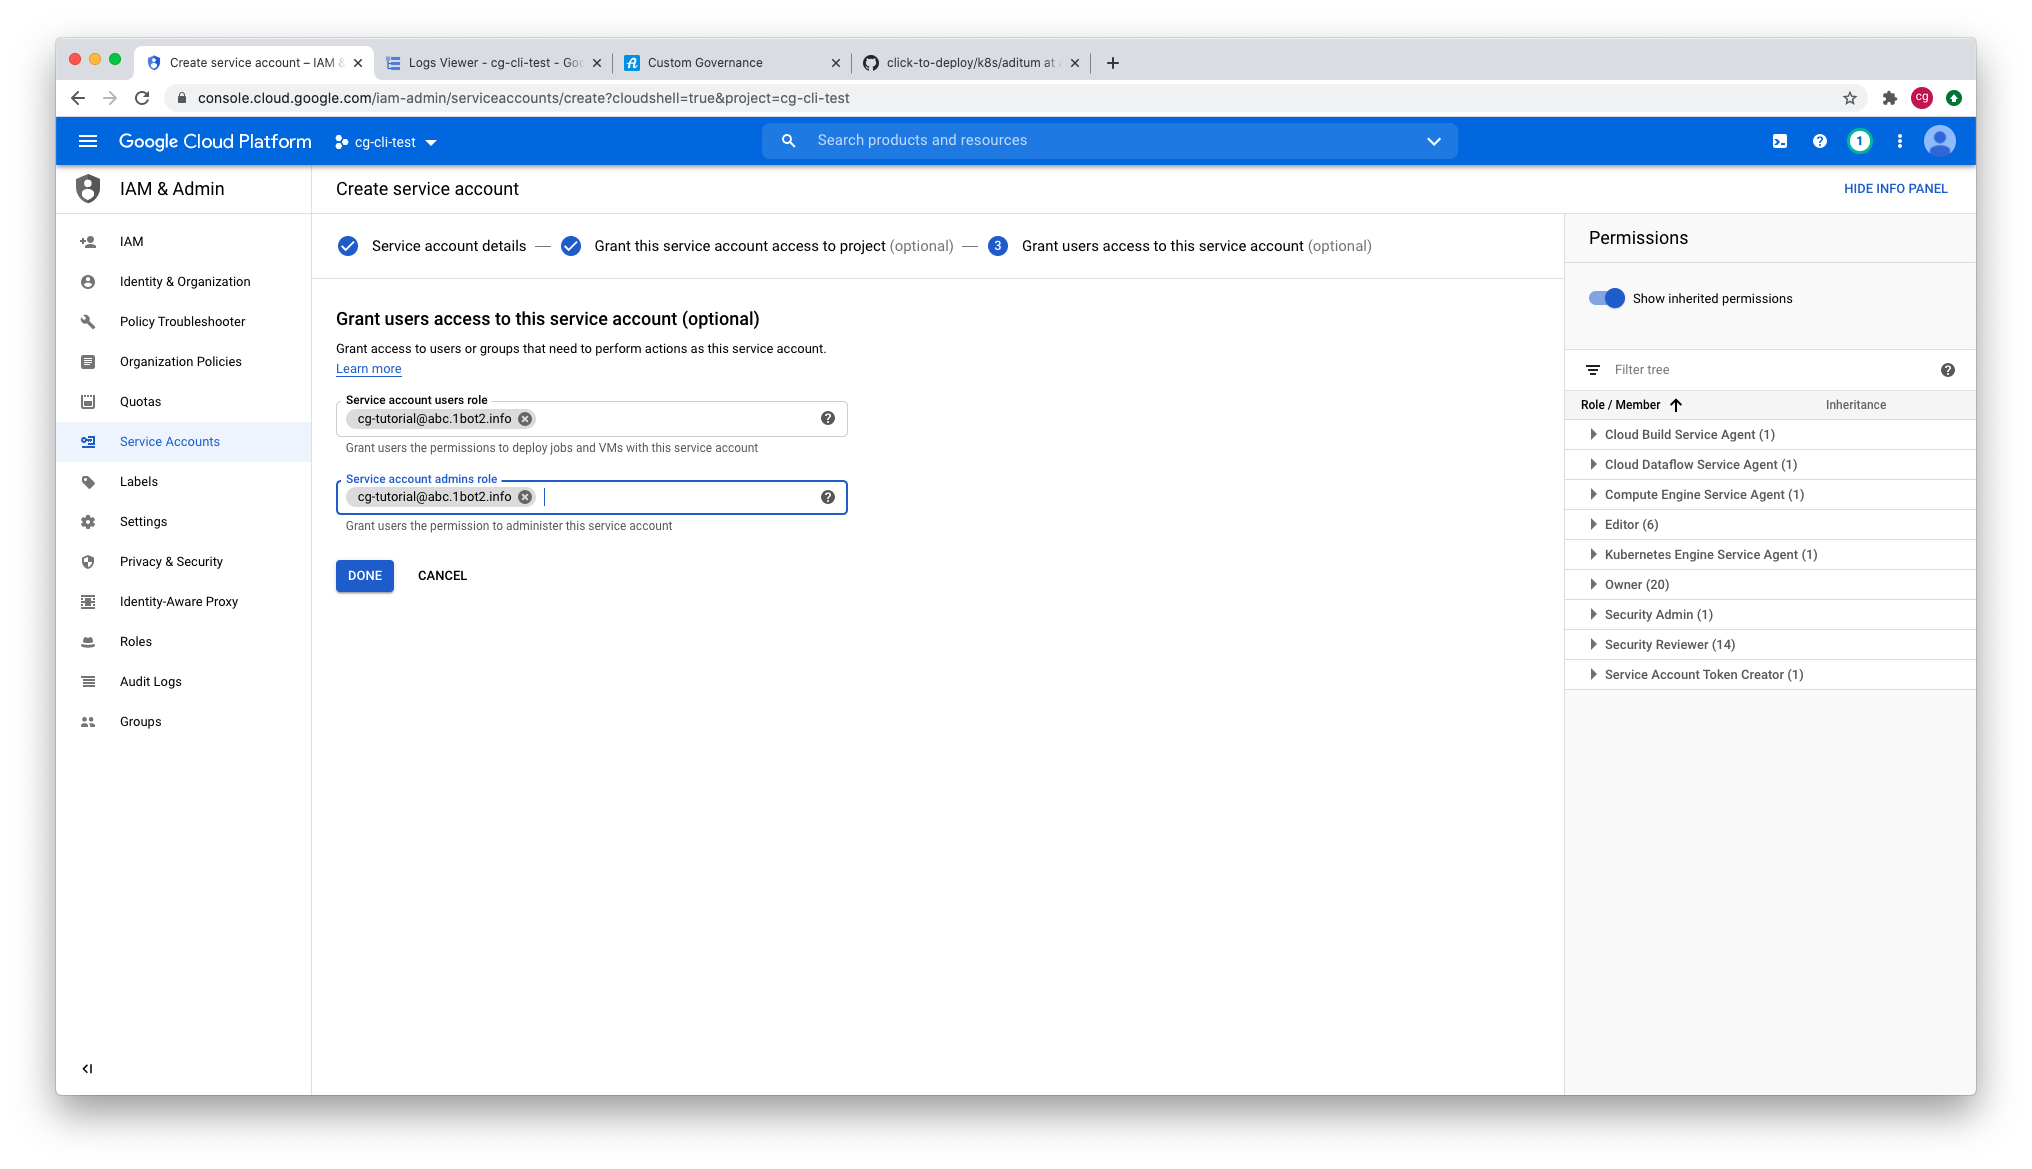 Create service account – IAM &
Logs Viewer - cg-cli-test - Goo
Custom Governance
click-to-deploy/k8s/aditum at
console.cloud.google.com/iam-admin/serviceaccounts/create?cloudshell=true&project=cg-cli-test
cg
Google Cloud Platform
cg-cli-test
Search products and resources
1
IAM & Admin
Create service account
HIDE INFO PANEL
IAM
Identity & Organization
Policy Troubleshooter
Organization Policies
Quotas
Service Accounts
Labels
Settings
Privacy & Security
Identity-Aware Proxy
Roles
Audit Logs
Groups
Service account details — Grant this service account access to project (optional) — 3 Grant users access to this service account (optional)
Grant users access to this service account (optional)
Grant access to users or groups that need to perform actions as this service account.
Learn more
Service account users role
cg-tutorial@abc.1bot2.info
Grant users the permissions to deploy jobs and VMs with this service account
Service account admins role
cg-tutorial@abc.1bot2.info
Grant users the permission to administer this service account
DONE
CANCEL
Permissions
Show inherited permissions
Filter tree
Role / Member
Inheritance
Cloud Build Service Agent (1)
Cloud Dataflow Service Agent (1)
Compute Engine Service Agent (1)
Editor (6)
Kubernetes Engine Service Agent (1)
Owner (20)
Security Admin (1)
Security Reviewer (14)
Service Account Token Creator (1)